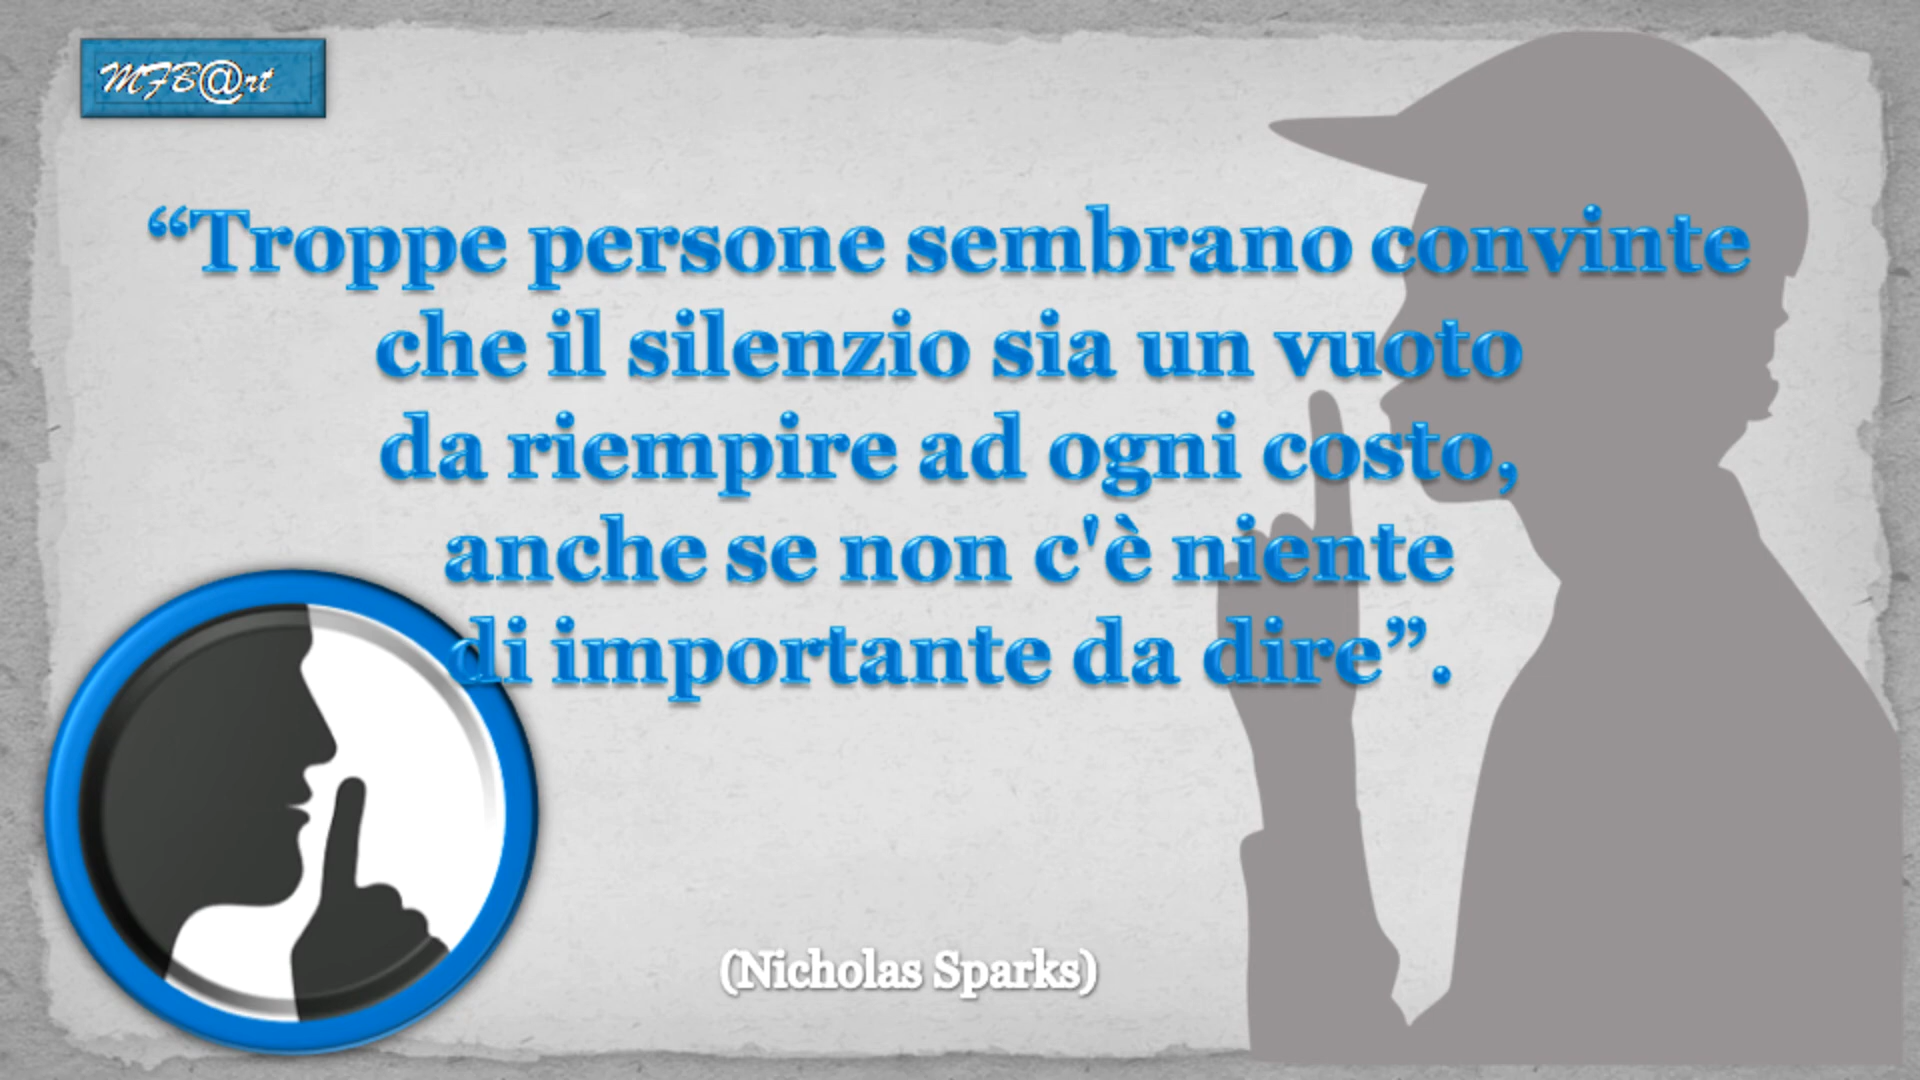 MFB@rt
“Troppe persone sembrano convinte
che il silenzio sia un vuoto
da riempire ad ogni costo,
anche se non c'è niente
di importante da dire”.
(Nicholas Sparks)